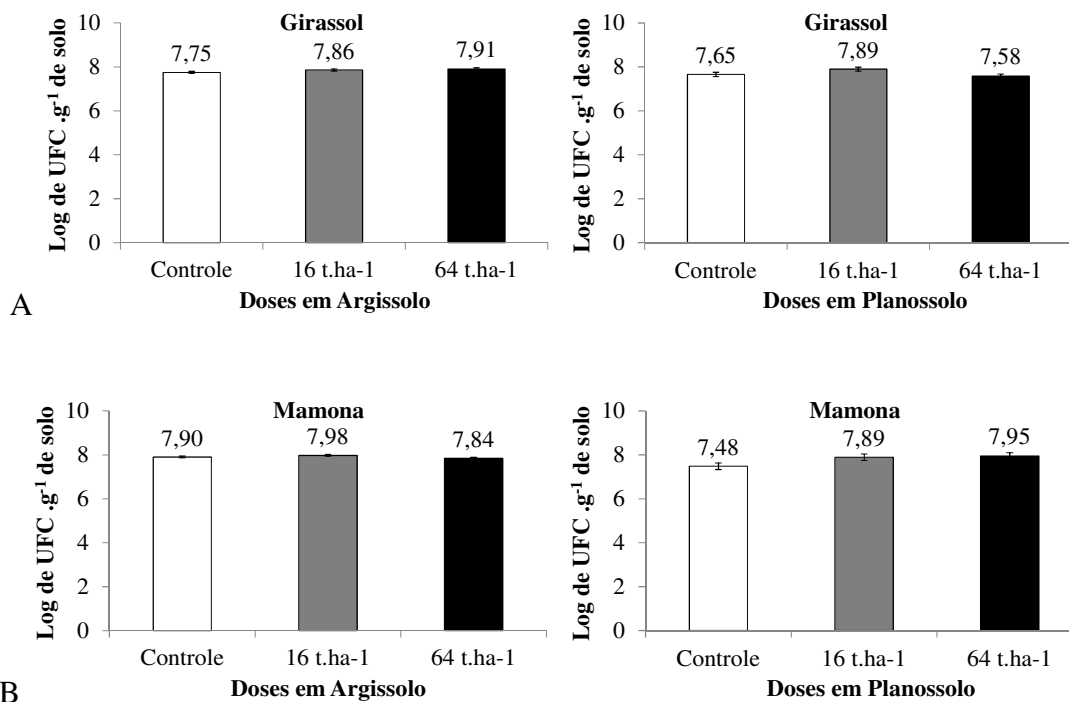 Girassol
Log de UFC .g-1 de solo
10
8
6
4
2
0
7,75
7,86
7,91
Controle
16 t.ha-1
64 t.ha-1
Doses em Argissolo
Girassol
Log de UFC .g-1 de solo
10
8
6
4
2
0
7,65
7,89
7,58
Controle
16 t.ha-1
64 t.ha-1
Doses em Planossolo
A
Mamona
Log de UFC .g-1 de solo
10
8
6
4
2
0
7,90
7,98
7,84
Controle
16 t.ha-1
64 t.ha-1
Doses em Argissolo
Mamona
Log de UFC .g-1 de solo
10
8
6
4
2
0
7,48
7,89
7,95
Controle
16 t.ha-1
64 t.ha-1
Doses em Planossolo
B